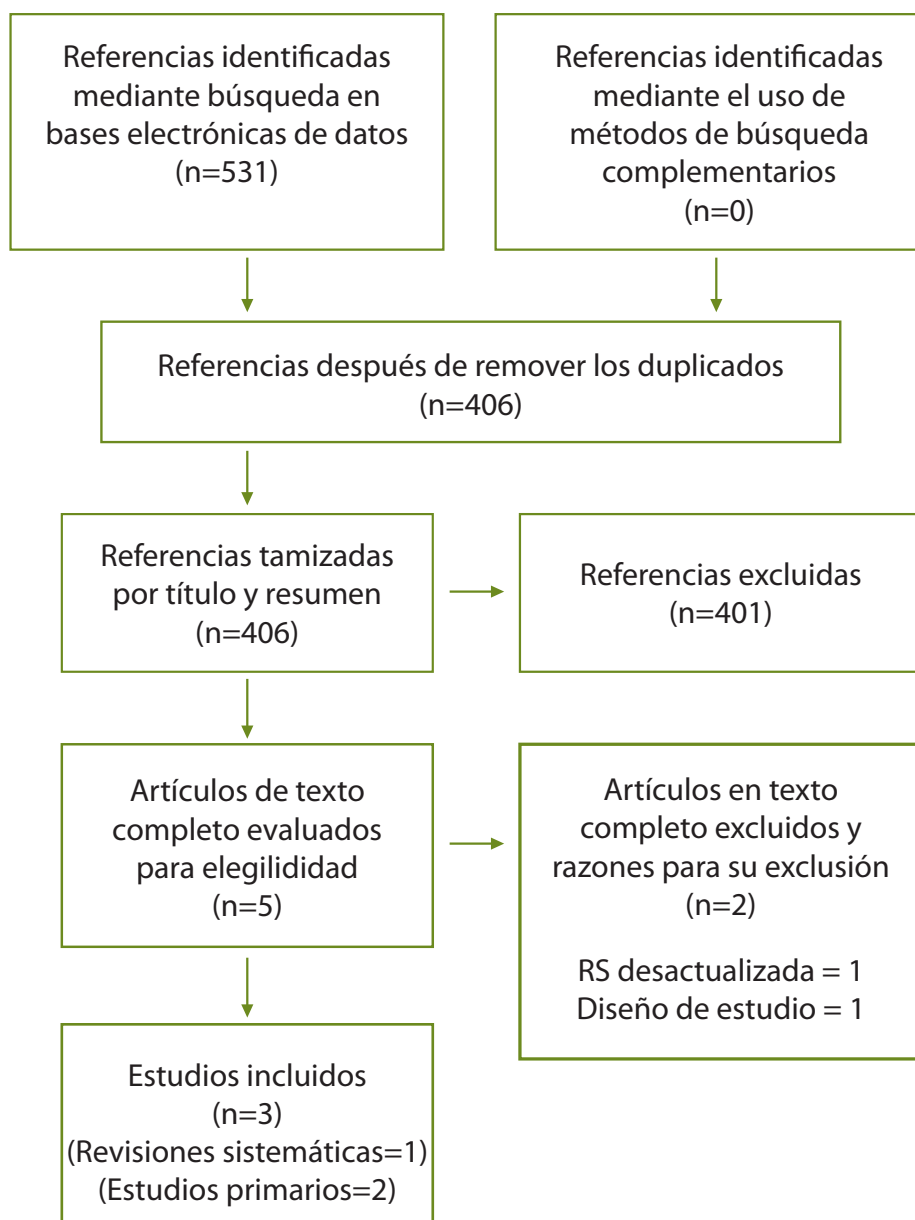 Referencias identificadas
mediante búsqueda en
bases electrónicas de datos
(n=531)
Referencias identificadas
mediante el uso de
métodos de búsqueda
complementarios
(n=0)
Referencias después de remover los duplicados
(n=406)
Referencias tamizadas
por título y resumen
(n=406)
Referencias excluidas
(n=401)
Artículos de texto
completo evaluados
para elegilididad
(n=5)
Artículos en texto
completo excluidos y
razones para su exclusión
(n=2)
RS desactualizada = 1
Diseño de estudio = 1
Estudios incluidos
(n=3)
(Revisiones sistemáticas=1)
(Estudios primarios=2)